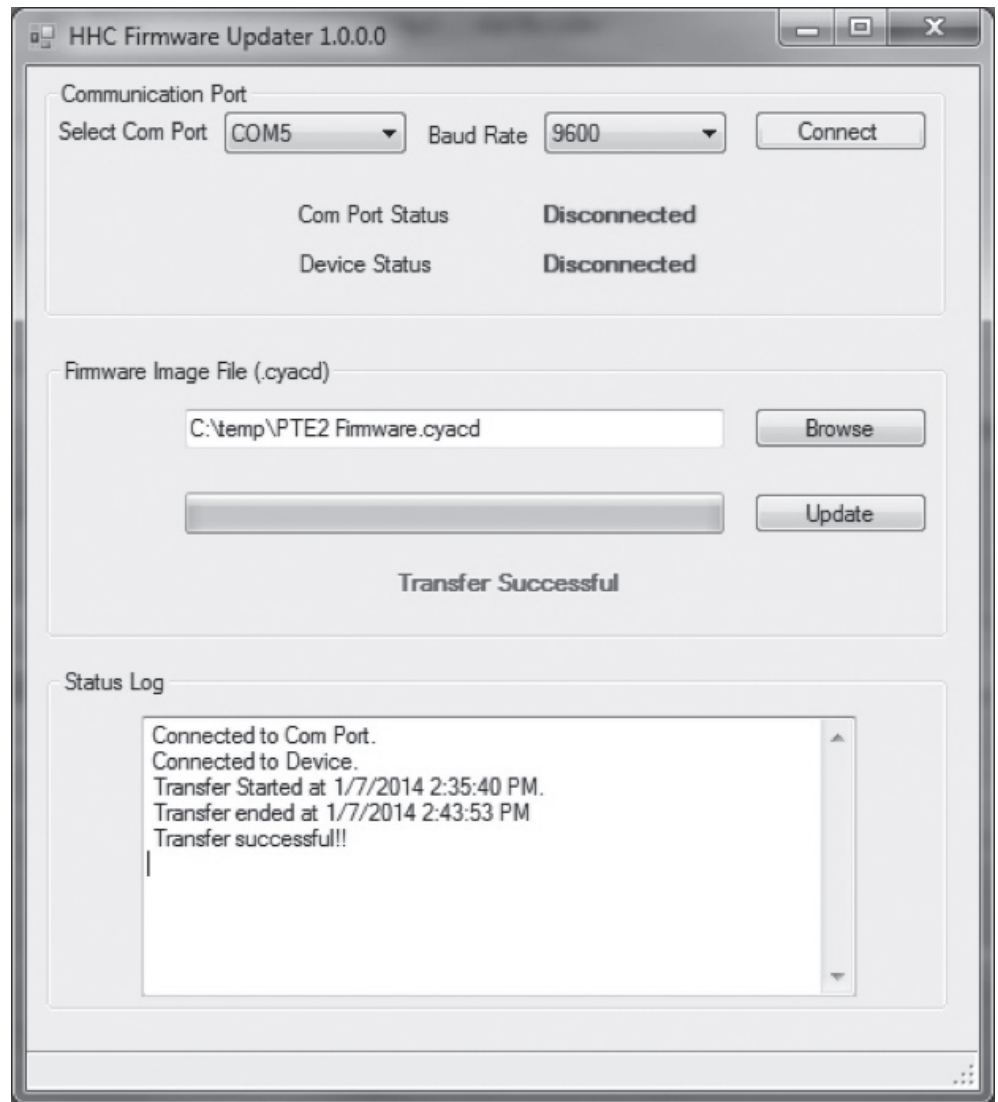 HHC Firmware Updater 1.0.0.0
Communication Port
Select Com Port COM5 Baud Rate 9600 Connect
Com Port Status Disconnected
Device Status Disconnected
Firmware Image File (.cyacd)
C:\temp\PTE2 Firmware.cyacd Browse
Update
Transfer Successful
Status Log
Connected to Com Port.
Connected to Device.
Transfer Started at 1/7/2014 2:35:40 PM.
Transfer ended at 1/7/2014 2:43:53 PM
Transfer successful!!